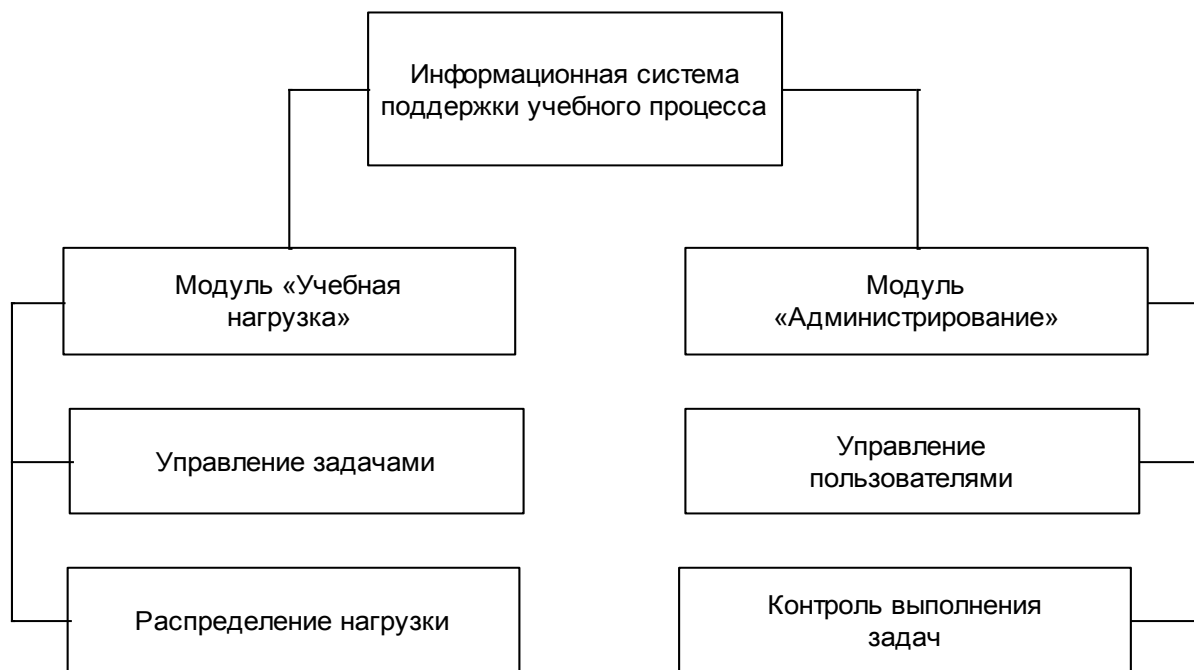 Информационная система
поддержки учебного процесса
Модуль «Учебная
нагрузка»
Модуль
«Администрирование»
Управление задачами
Управление
пользователями
Распределение нагрузки
Контроль выполнения
задач